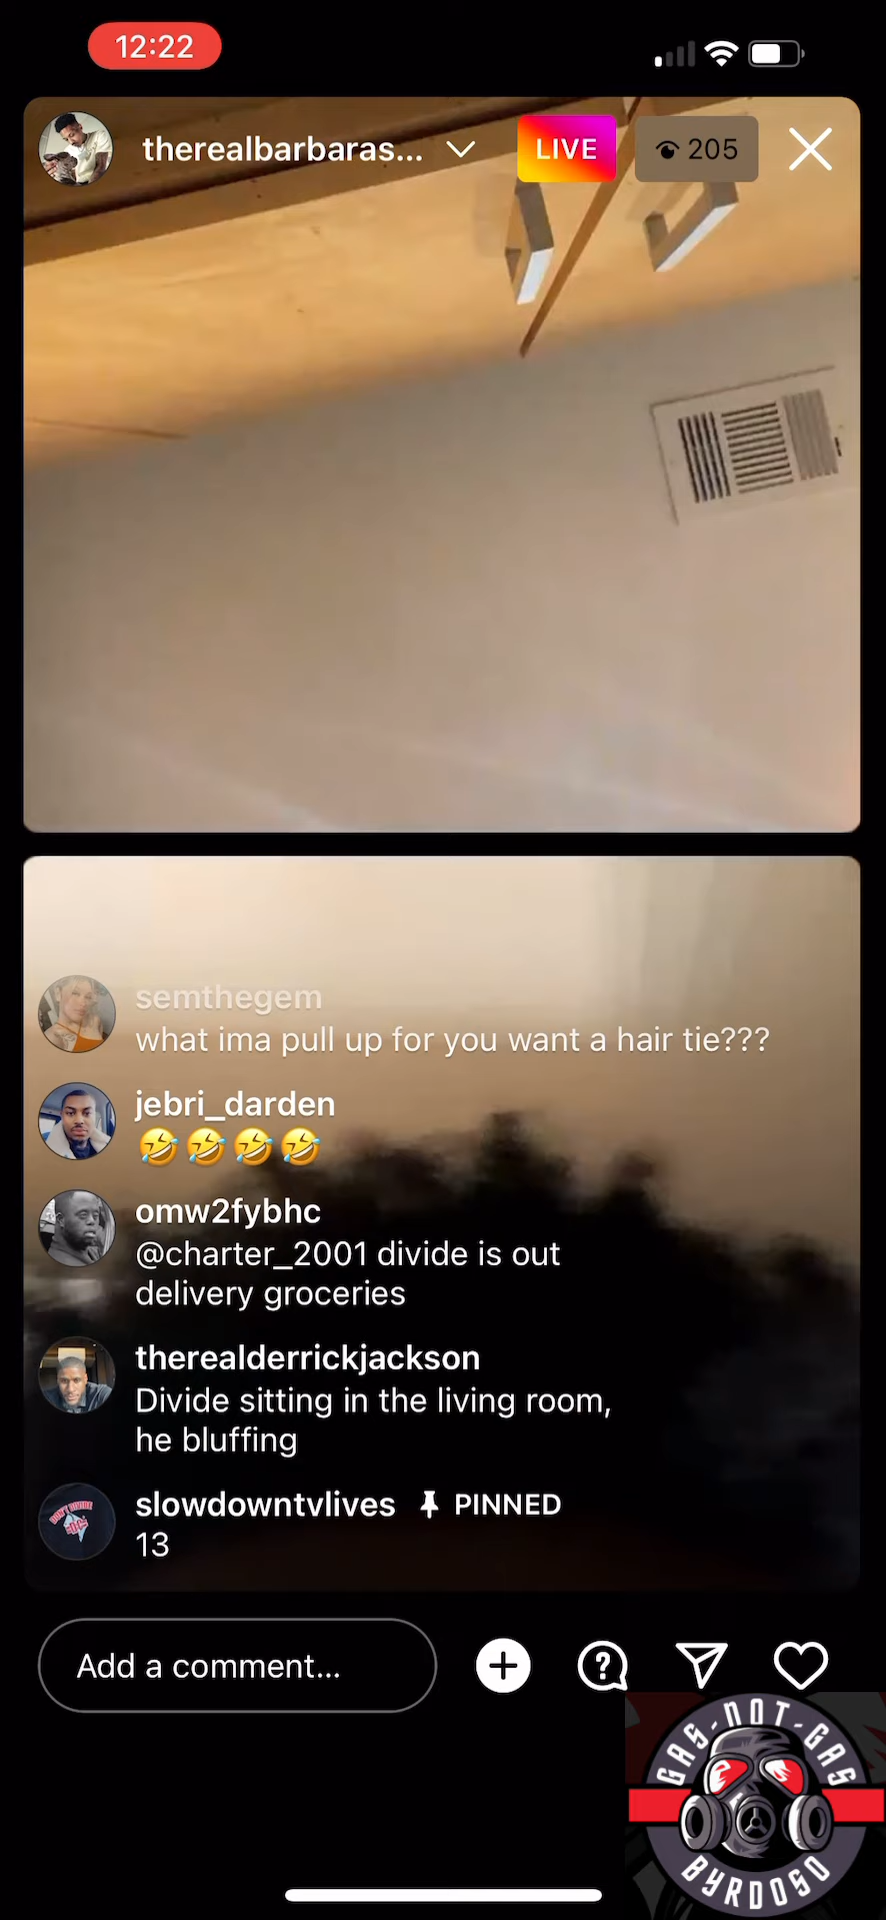 12:22
therealbarbaras...
LIVE
205
semthegem
what ima pull up for you want a hair tie???
jebri_darden
🤣🤣🤣🤣
omw2fybhc
@charter_2001 divide is out
delivery groceries
therealderrickjackson
Divide sitting in the living room,
he bluffing
slowdowntvlives PINNED
13
Add a comment...
GAS-NOT-GAS
BYRDOSO